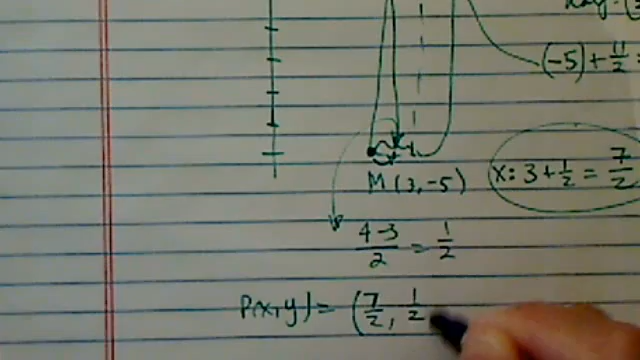 (-5) + 11/2 =
M (3, -5)
x: 3 + 1/2 = 7/2
4-3/2 = 1/2
P(x, y) = (7/2, 1/2